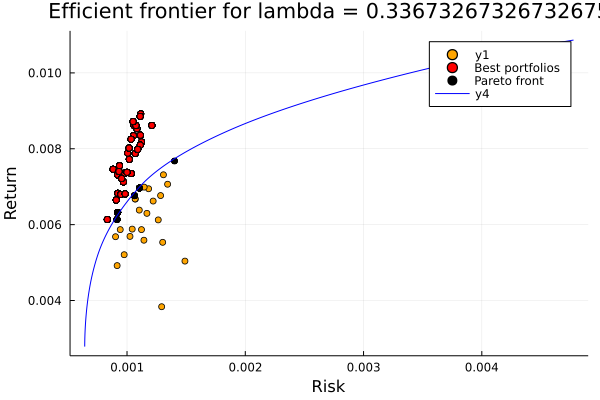 Efficient frontier for lambda = 0.3367326732673267
y1
Best portfolios
Pareto front
y4
Return
0.010
0.008
0.006
0.004
0.001
0.002
0.003
0.004
Risk